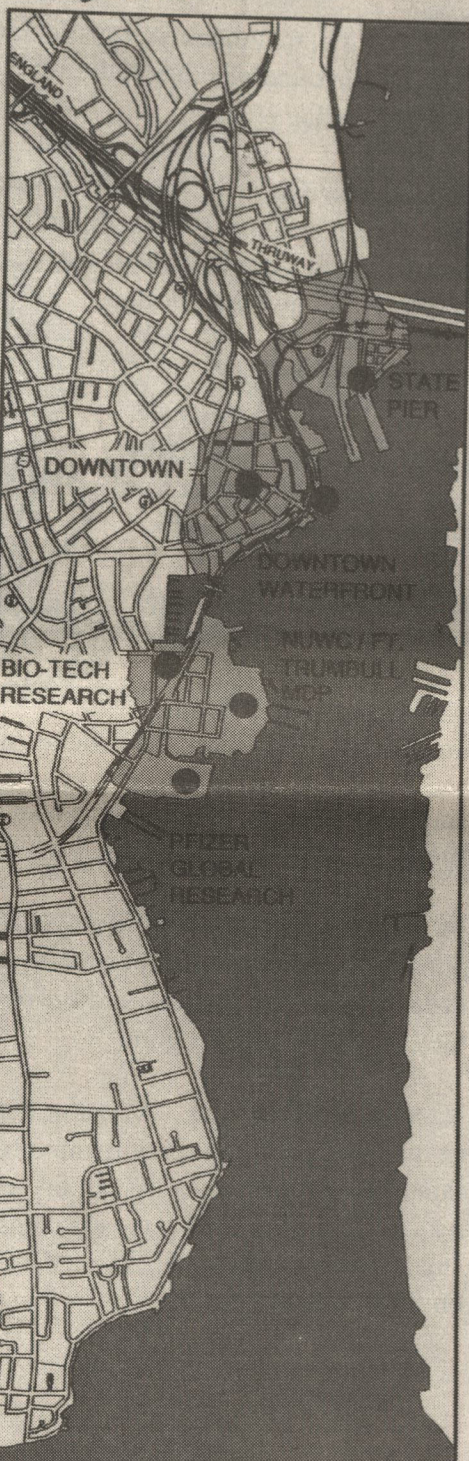 ENGLAND
THRUWAY
STATE
PIER
DOWNTOWN
DOWNTOWN
WATERFRONT
NUWC / FT.
TRUMBULL
MDP
BIO-TECH
RESEARCH
PFIZER
GLOBAL
RESEARCH